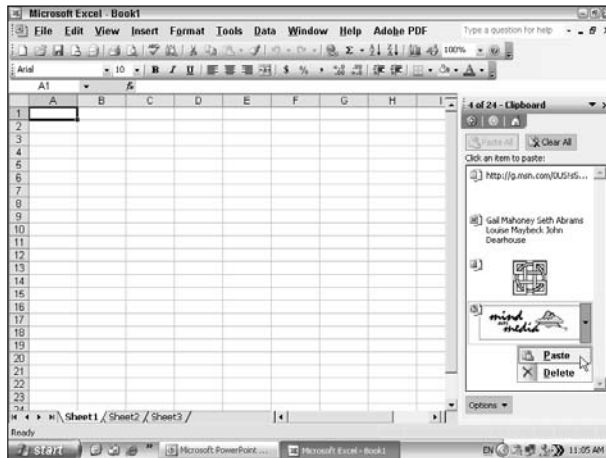 Microsoft Excel - Book1
File Edit View Insert Format Tools Data Window Help Adobe PDF
Type a question for help
100%
Arial 10 B I U $ % ,
A1 fx
A B C D E F G H I
4 of 24 - Clipboard
Paste All Clear All
Click an item to paste:
http://g.msn.com/0US!s5...
Gail Mahoney Seth Abrams
Louise Maybeck John
Dearhouse
mind
media
Paste
Delete
Options
1
2
3
4
5
6
7
8
9
10
11
12
13
14
15
16
17
18
19
20
21
22
23
24
Sheet1 / Sheet2 / Sheet3 /
Ready
start
Microsoft PowerPoint ...
Microsoft Excel - Book1
EN
11:05 AM